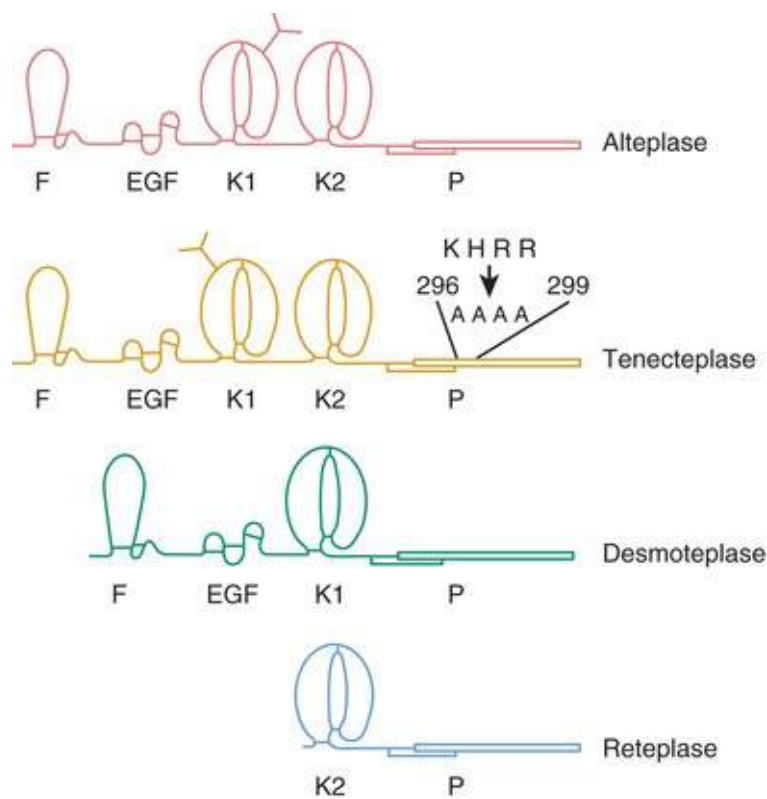 Alteplase
F EGF K1 K2 P
K H R R
296 299
A A A A
Tenecteplase
F EGF K1 K2 P
Desmoteplase
F EGF K1 P
Reteplase
K2 P